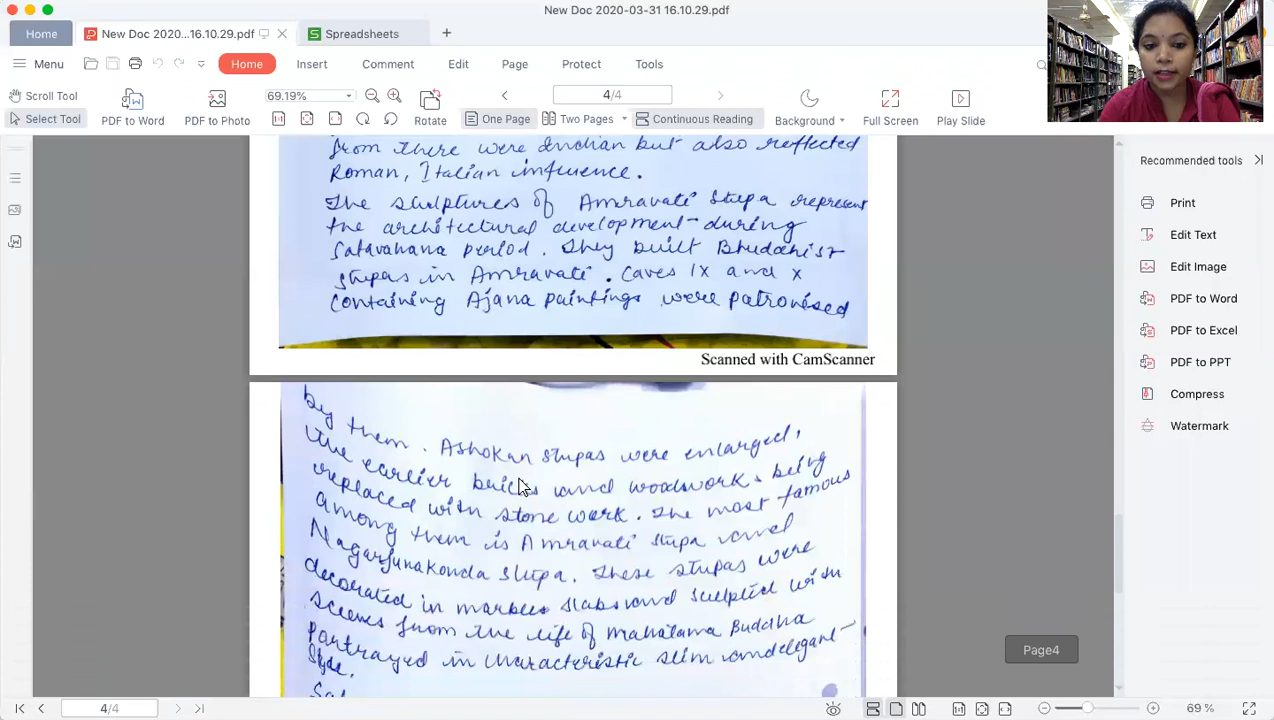 New Doc 2020-03-31 16.10.29.pdf
Home
New Doc 2020...16.10.29.pdf
Spreadsheets
Menu
Home
Insert
Comment
Edit
Page
Protect
Tools
Scroll Tool
69.19%
4/4
Select Tool
PDF to Word
PDF to Photo
Rotate
One Page
Two Pages
Continuous Reading
Background
Full Screen
Play Slide
from there were Indian but also reflected
Roman, Italian influence.
The sculptures of Amravati Stupa represent
the architectural development during
Satavahana period. They built Bhuddhist
stupas in Amravati. Caves IX and X
containing Ajana paintings were patronised
Scanned with CamScanner
by them. Ashokan stupas were enlarged,
the earlier bricks and woodworks being
replaced with stone work. The most famous
among them is Amravati stupa and
Nagarjunakonda stupa. These stupas were
decorated in marble slabs and sculpted with
scenes from the life of mahatama Buddha
portrayed in characteristic slim and elegant
style.
Recommended tools
Print
Edit Text
Edit Image
PDF to Word
PDF to Excel
PDF to PPT
Compress
Watermark
Page4
4/4
69 %